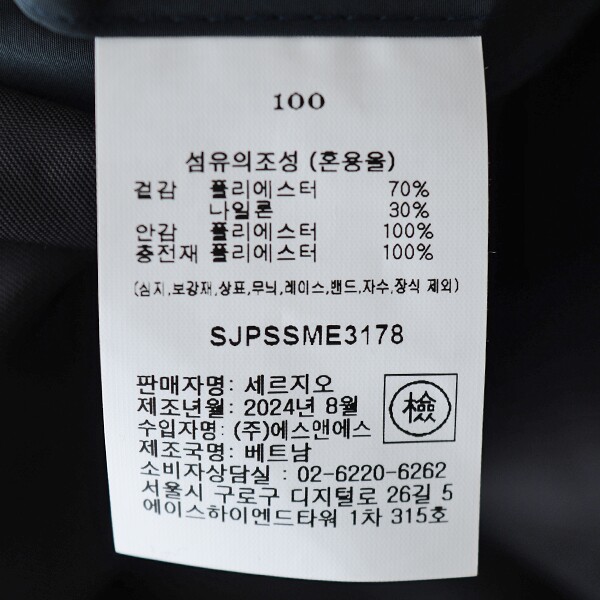 100
섬유의조성 (혼용율)
겉감 폴리에스터 70%
나일론 30%
안감 폴리에스터 100%
충전재 폴리에스터 100%
(심지,보강재,상표,무늬,레이스,밴드,자수,장식 제외)
SJPSSME3178
판매자명: 세르지오
제조년월: 2024년 8월
수입자명: (주)에스앤에스
제조국명: 베트남
檢
소비자상담실 : 02-6220-6262
서울시 구로구 디지털로 26길 5
에이스하이엔드타워 1차 315호